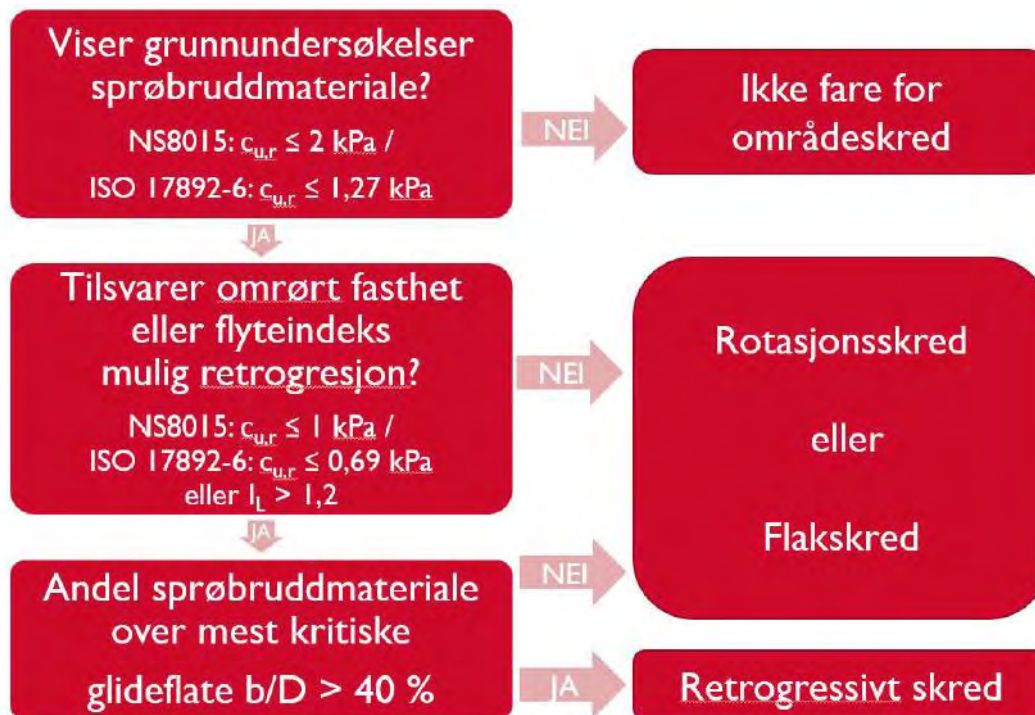 Viser grunnundersøkelser
sprøbruddmateriale?
NS8015: cu,r ≤ 2 kPa /
ISO 17892-6: cu,r ≤ 1,27 kPa
NEI
Ikke fare for
områdeskred
JA
Tilsvarer omrørt fasthet
eller flyteindeks
mulig retrogresjon?
NS8015: cu,r ≤ 1 kPa /
ISO 17892-6: cu,r ≤ 0,69 kPa
eller IL > 1,2
NEI
Rotasjonsskred
eller
Flakskred
JA
Andel sprøbruddmateriale
over mest kritiske
glideflate b/D > 40 %
NEI
JA
Retrogressivt skred